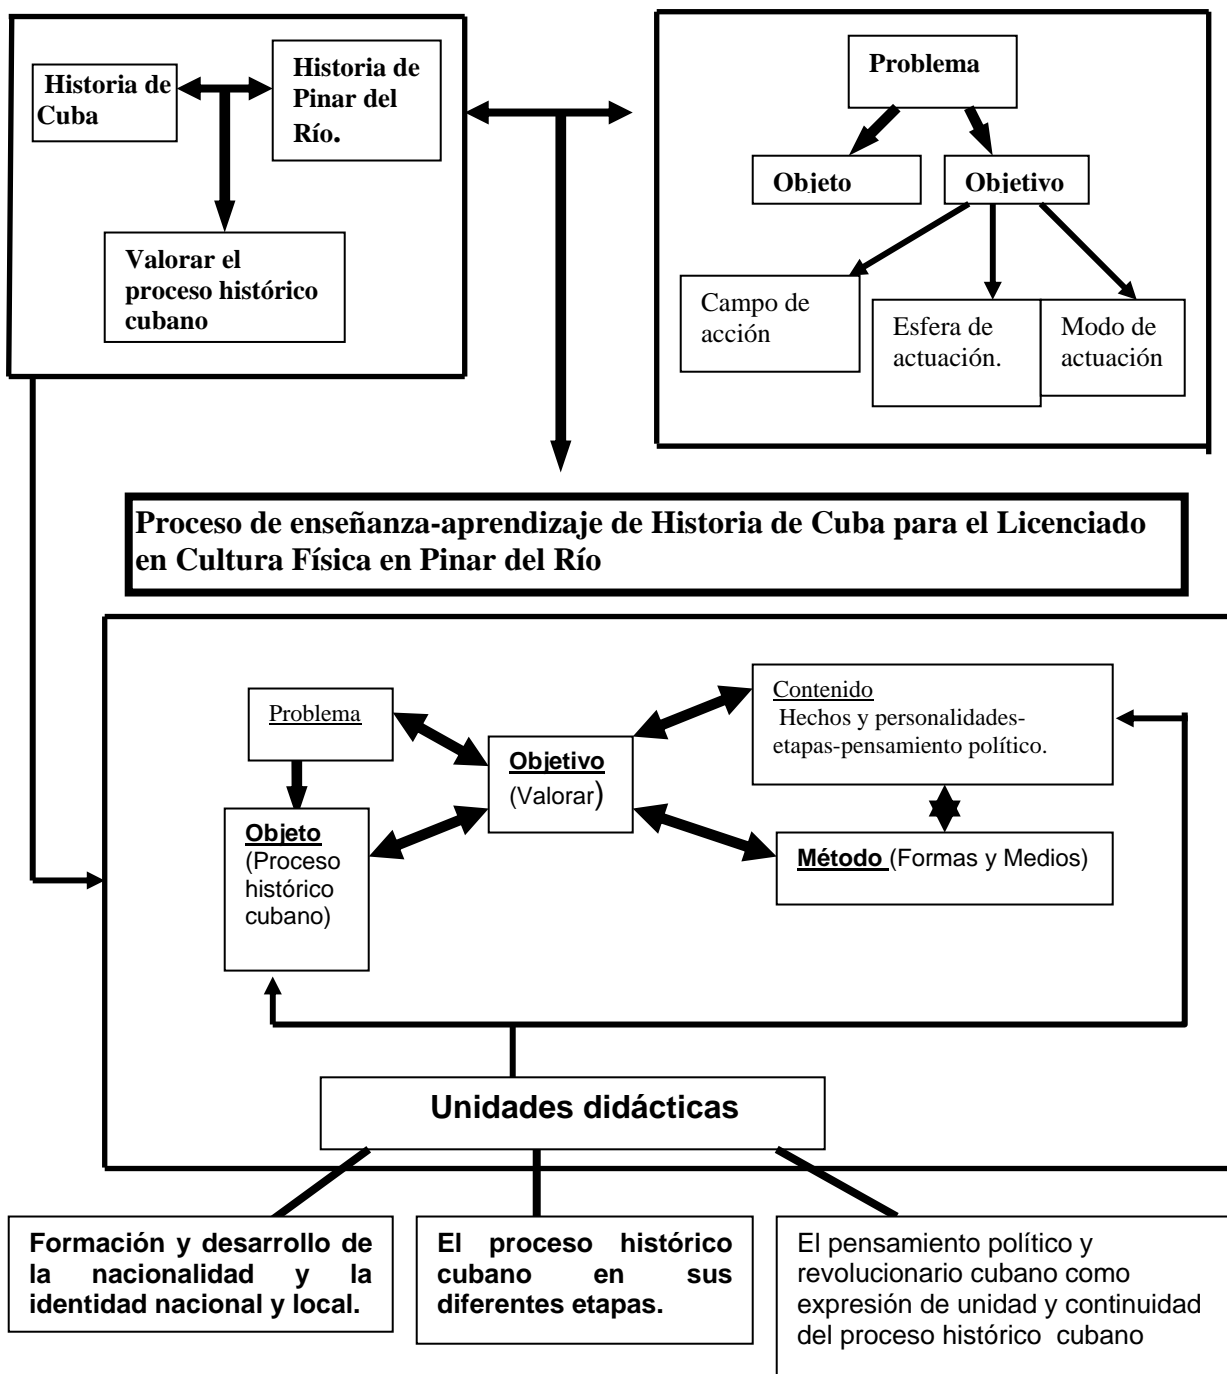 Historia de
Cuba
Historia de
Pinar del
Río.
Valorar el
proceso histórico
cubano
Problema
Objeto
Objetivo
Campo de
acción
Esfera de
actuación.
Modo de
actuación
Proceso de enseñanza-aprendizaje de Historia de Cuba para el Licenciado
en Cultura Física en Pinar del Río
Problema
Objetivo
(Valorar)
Contenido
Hechos y personalidades-
etapas-pensamiento político.
Objeto
(Proceso
histórico
cubano)
Método (Formas y Medios)
Unidades didácticas
Formación y desarrollo de
la nacionalidad y la
identidad nacional y local.
El proceso histórico
cubano en sus
diferentes etapas.
El pensamiento político y
revolucionario cubano como
expresión de unidad y continuidad
del proceso histórico cubano